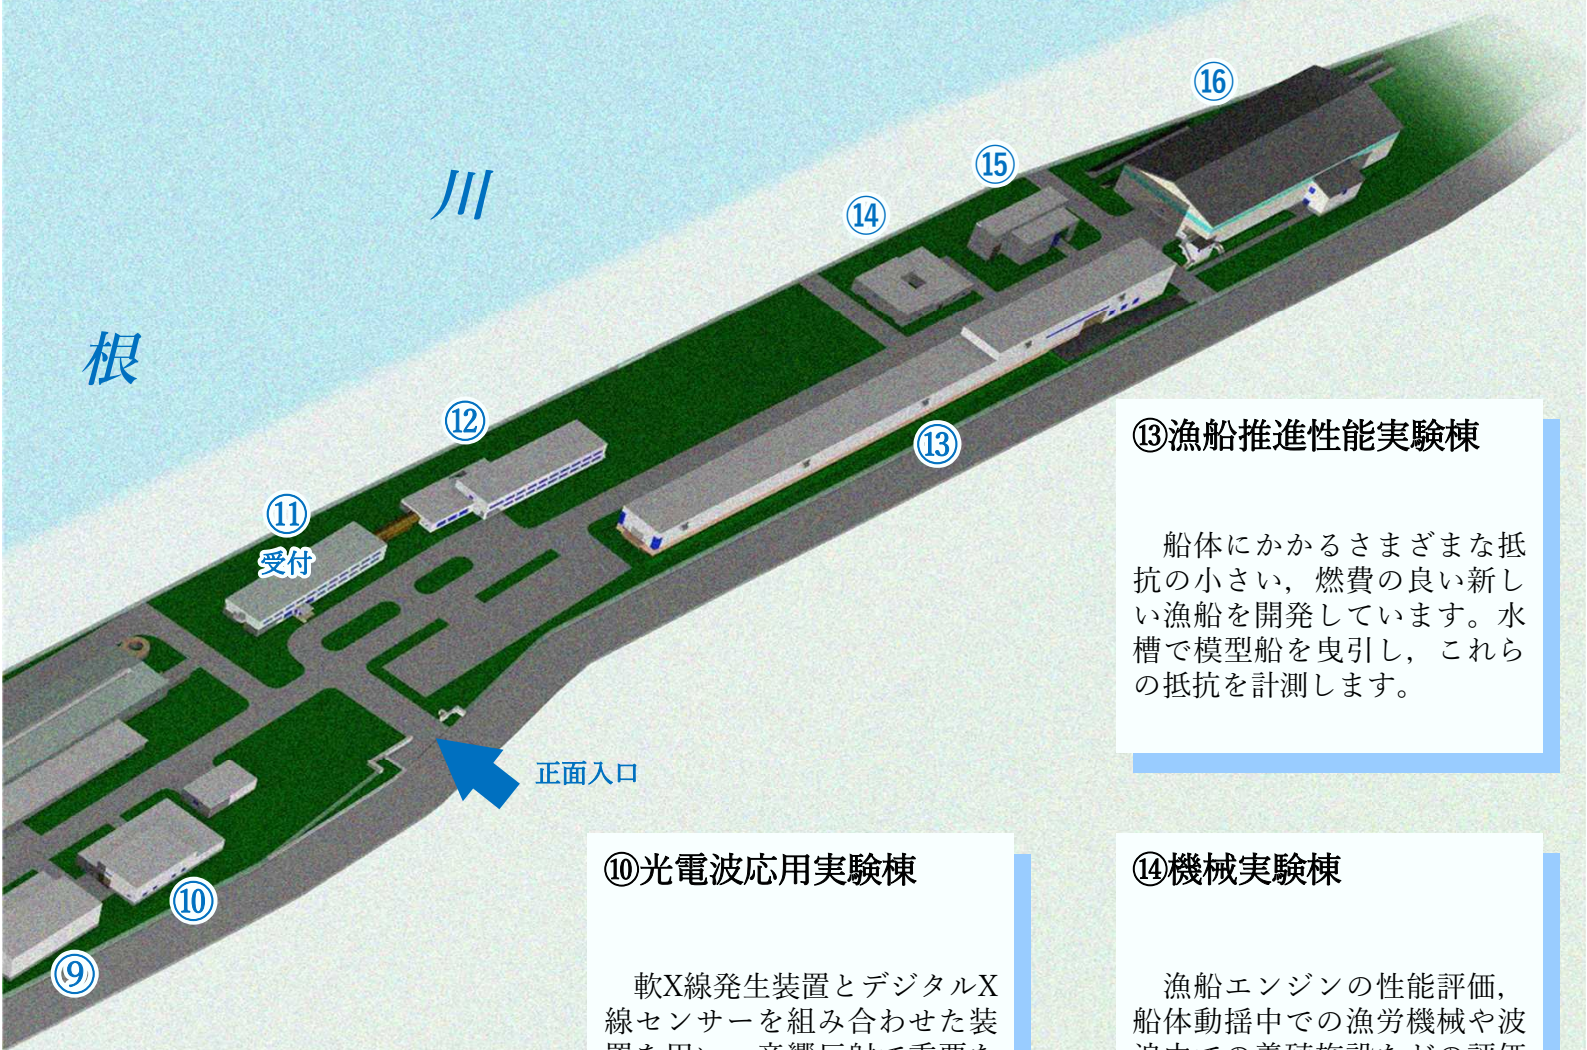 川
根
⑯
⑮
⑭
⑫
⑬
⑪
受付
正面入口
⑩
⑨
⑬漁船推進性能実験棟
船体にかかるさまざまな抵
抗の小さい，燃費の良い新し
い漁船を開発しています。水
槽で模型船を曳引し，これら
の抵抗を計測します。
⑩光電波応用実験棟
軟X線発生装置とデジタルX
線センサーを組み合わせた装
⑭機械実験棟
漁船エンジンの性能評価，
船体動揺中での漁労機械や波